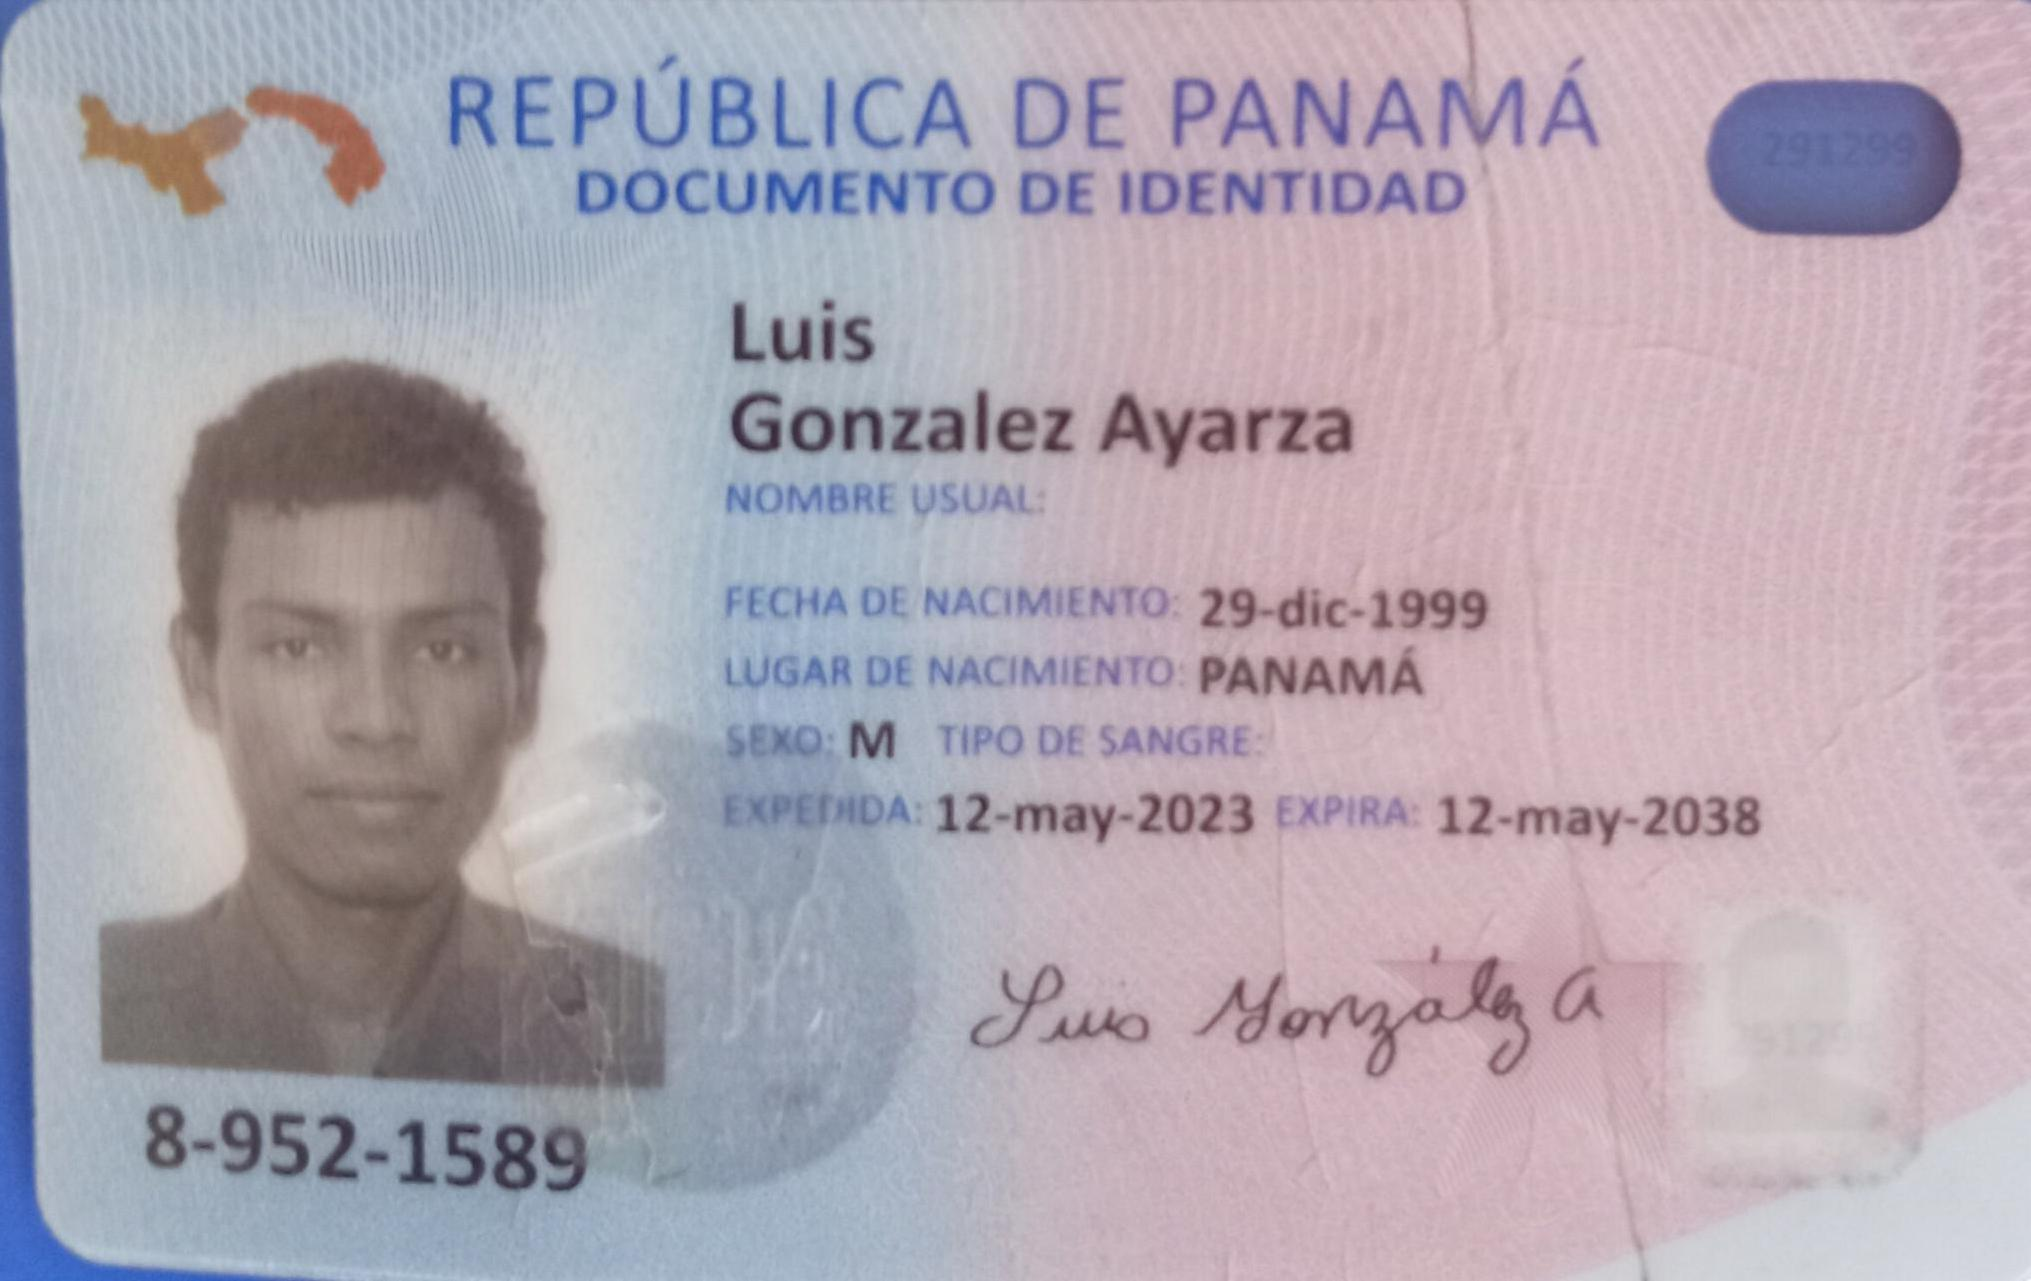 REPÚBLICA DE PANAMÁ
DOCUMENTO DE IDENTIDAD
291299
Luis
Gonzalez Ayarza
NOMBRE USUAL:
FECHA DE NACIMIENTO: 29-dic-1999
LUGAR DE NACIMIENTO: PANAMÁ
SEXO: M TIPO DE SANGRE:
EXPEDIDA: 12-may-2023 EXPIRA: 12-may-2038
Luis González A
8-952-1589